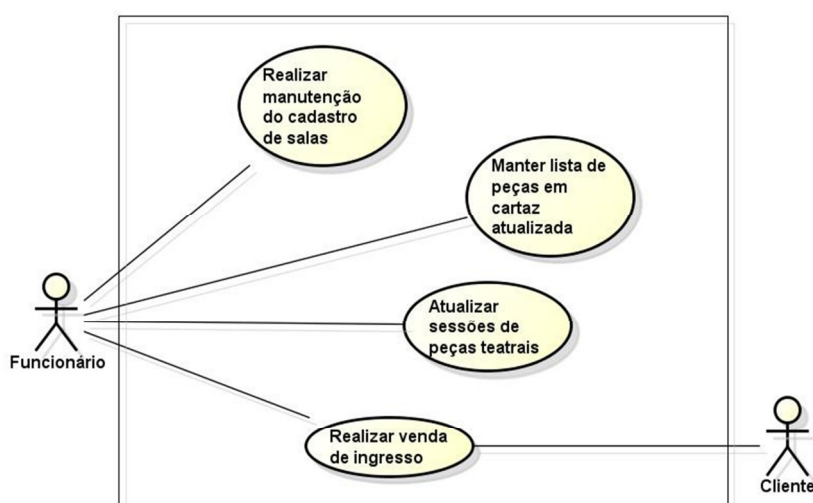 Realizar
manutenção
do cadastro
de salas
Manter lista de
peças em
cartaz
atualizada
Atualizar
sessões de
peças teatrais
Funcionário
Realizar venda
de ingresso
Cliente